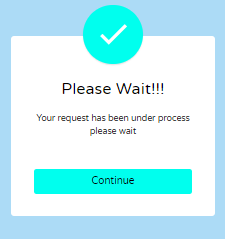 Please Wait!!!
Your request has been under process
please wait
Continue